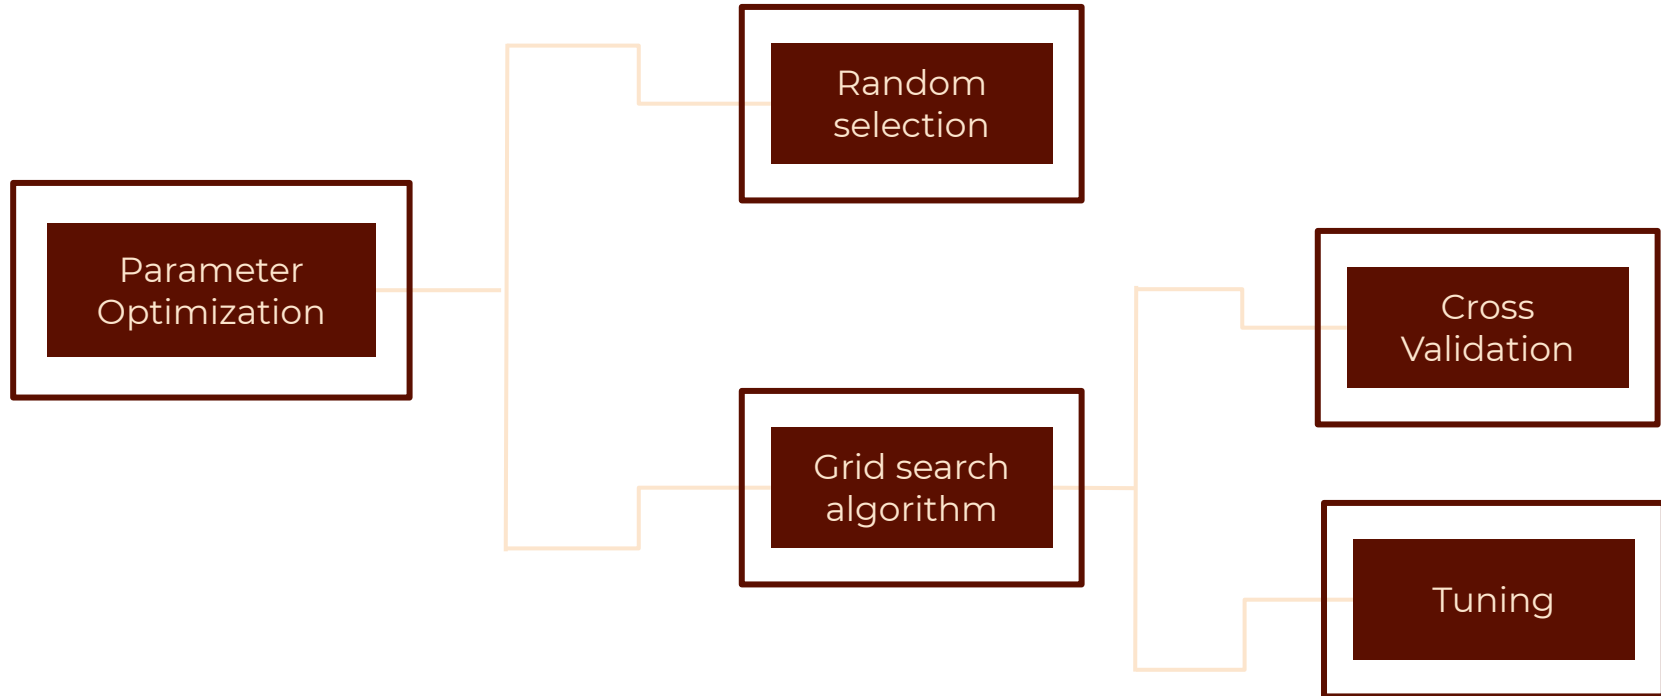 Random
selection
Parameter
Optimization
Cross
Validation
Grid search
algorithm
Tuning